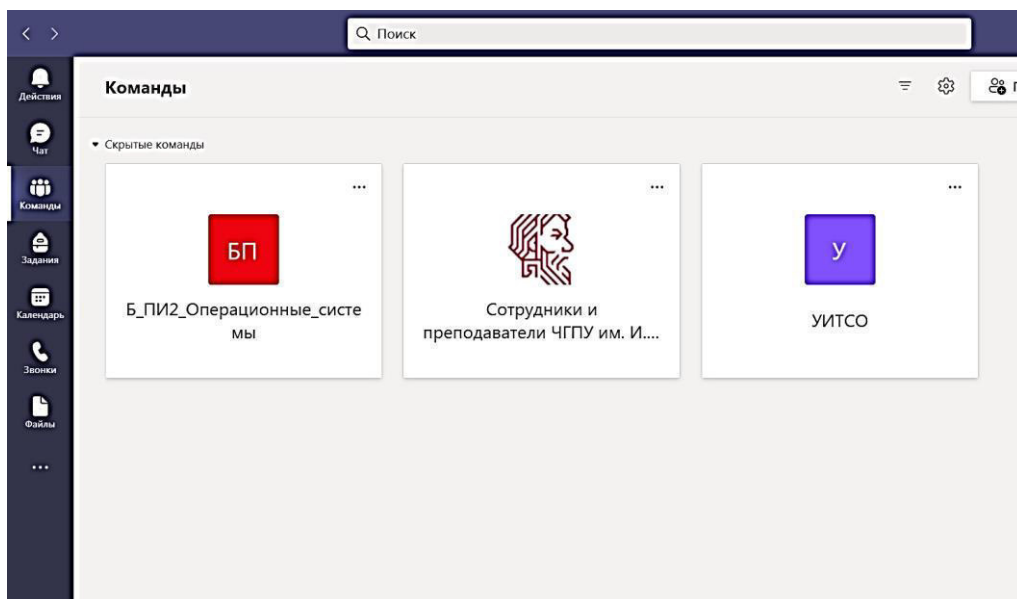 Поиск
Действия
Чат
Команды
Задания
Календарь
Звонки
Файлы
Команды
Скрытые команды
БП
Б_ПИ2_Операционные_систе
мы
Сотрудники и
преподаватели ЧГПУ им. И....
У
УИТСО